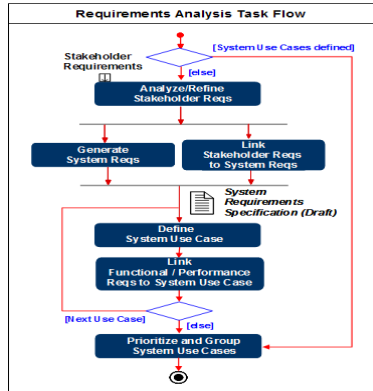 Requirements Analysis Task Flow
[System Use Cases defined]
Stakeholder
Requirements
[else]
Analyze/Refine
Stakeholder Reqs
Generate
System Reqs
Link
Stakeholder Reqs
to System Reqs
System
Requirements
Specification (Draft)
Define
System Use Case
Link
Functional / Performance
Reqs to System Use Case
[Next Use Case]
[else]
Prioritize and Group
System Use Cases